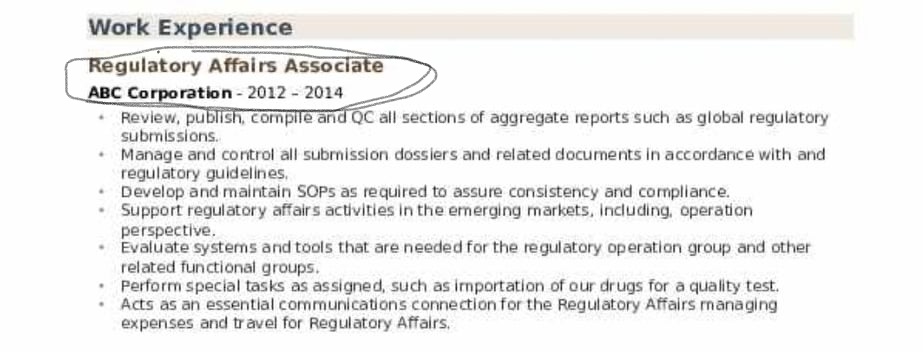 Work Experience
Regulatory Affairs Associate
ABC Corporation - 2012 – 2014
• Review, publish, compile and QC all sections of aggregate reports such as global regulatory
submissions.
• Manage and control all submission dossiers and related documents in accordance with and
regulatory guidelines.
• Develop and maintain SOPs as required to assure consistency and compliance.
• Support regulatory affairs activities in the emerging markets, including, operation
perspective.
• Evaluate systems and tools that are needed for the regulatory operation group and other
related functional groups.
• Perform special tasks as assigned, such as importation of our drugs for a quality test.
• Acts as an essential communications connection for the Regulatory Affairs managing
expenses and travel for Regulatory Affairs.